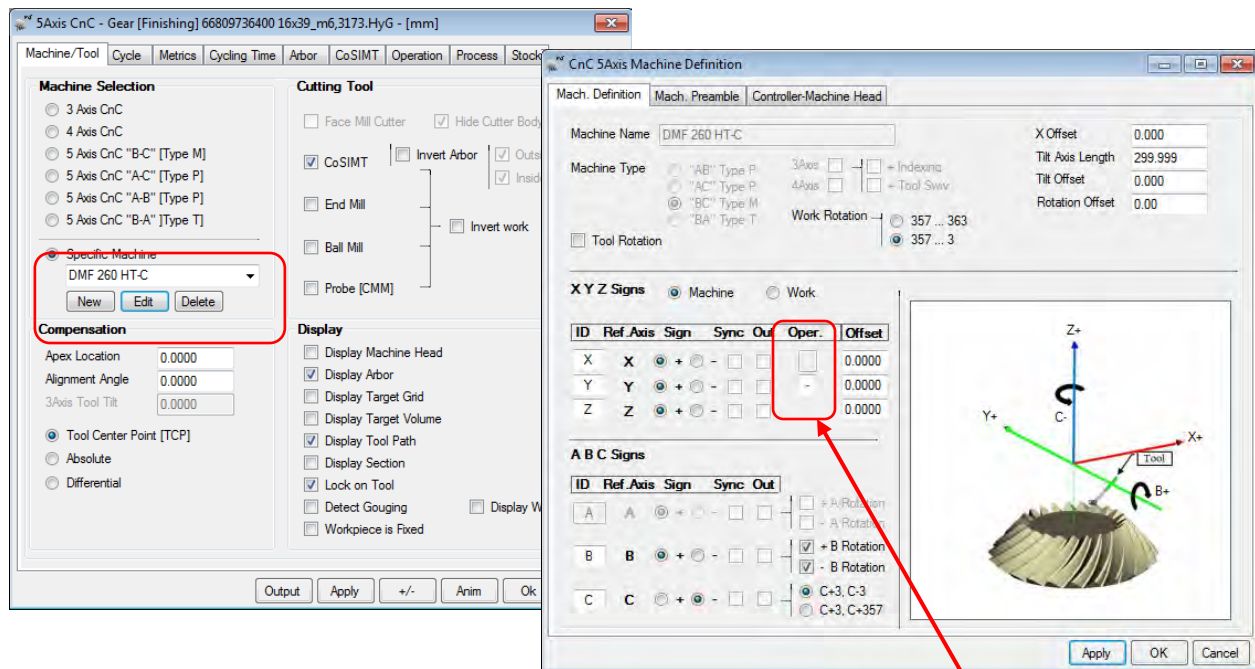 5Axis CnC - Gear [Finishing] 66809736400 16x39_m6,3173.HyG - [mm]
Machine/Tool Cycle Metrics Cycling Time Arbor CoSIMT Operation Process Stock
Machine Selection
3 Axis CnC
4 Axis CnC
5 Axis CnC "B-C" [Type M]
5 Axis CnC "A-C" [Type P]
5 Axis CnC "A-B" [Type P]
5 Axis CnC "B-A" [Type T]
Specific Machine
DMF 260 HT-C
New Edit Delete
Compensation
Apex Location 0.0000
Alignment Angle 0.0000
3Axis Tool Tilt 0.0000
Tool Center Point [TCP]
Absolute
Differential
Cutting Tool
Face Mill Cutter Hide Cutter Body
CoSIMT Invert Arbor Outs
Insid
End Mill
Invert work
Ball Mill
Probe [CMM]
Display
Display Machine Head
Display Arbor
Display Target Grid
Display Target Volume
Display Tool Path
Display Section
Lock on Tool
Detect Gouging Display W
Workpiece is Fixed
Output Apply +/- Anim Ok
CnC 5Axis Machine Definition
Mach. Definition Mach. Preamble Controller-Machine Head
Machine Name DMF 260 HT-C
Machine Type "AB" Type P
"AC" Type P
"BC" Type M
"BA" Type T
3Axis + Indexing
4Axis + Tool Swiv
Work Rotation 357 ... 363
357 ... 3
Tool Rotation
X Offset 0.000
Tilt Axis Length 299.999
Tilt Offset 0.000
Rotation Offset 0.00
X Y Z Signs Machine Work
ID Ref.Axis Sign Sync Out Oper. Offset
X X + - 0.0000
Y Y + - - 0.0000
Z Z + - 0.0000
A B C Signs
ID Ref.Axis Sign Sync Out
A A + - + A Rotation
- A Rotation
B B + - + B Rotation
- B Rotation
C C + - C+3, C-3
C+3, C+357
Z+
C-
Y+
X+
Tool
B+
Apply OK Cancel